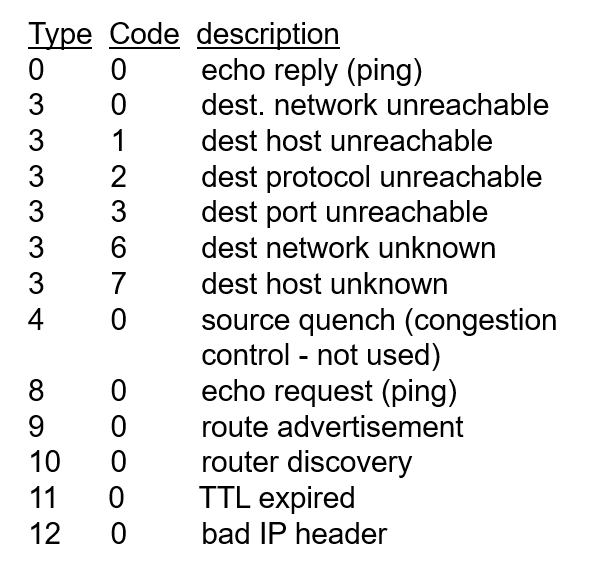 Type Code description
0 0 echo reply (ping)
3 0 dest. network unreachable
3 1 dest host unreachable
3 2 dest protocol unreachable
3 3 dest port unreachable
3 6 dest network unknown
3 7 dest host unknown
4 0 source quench (congestion
control - not used)
8 0 echo request (ping)
9 0 route advertisement
10 0 router discovery
11 0 TTL expired
12 0 bad IP header